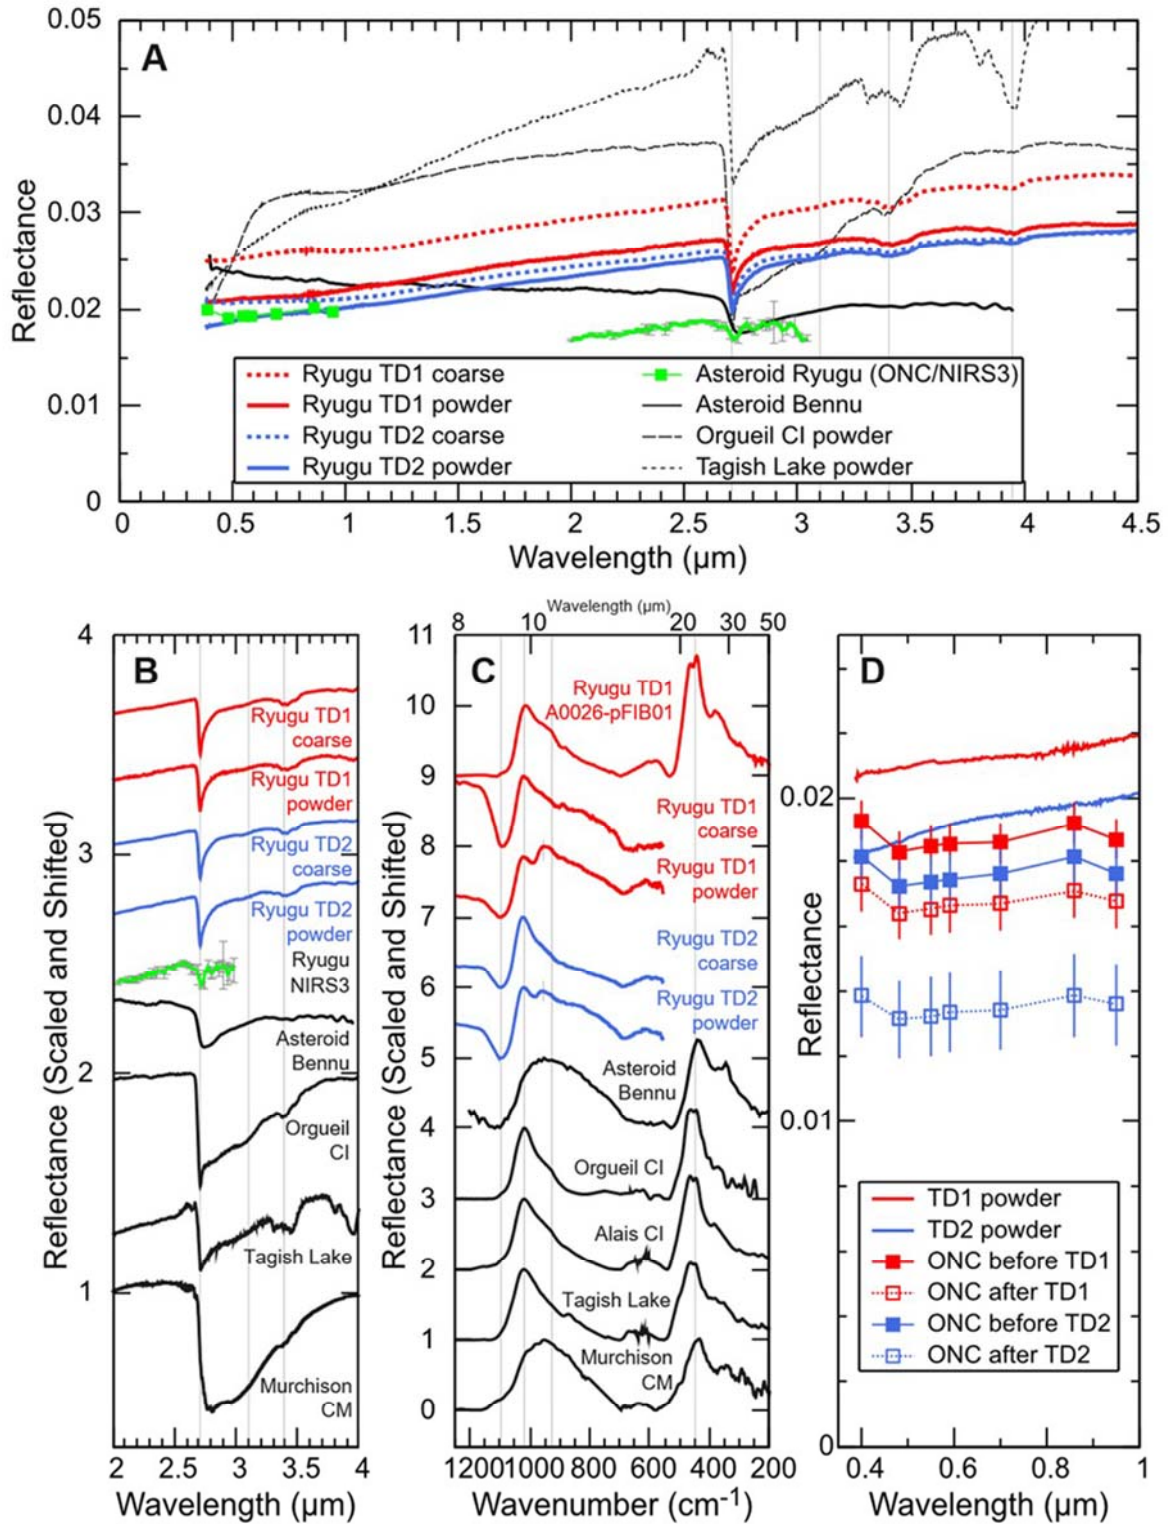 A
0.05
0.04
0.03
0.02
0.01
0
Reflectance
Ryugu TD1 coarse
Ryugu TD1 powder
Ryugu TD2 coarse
Ryugu TD2 powder
Asteroid Ryugu (ONC/NIRS3)
Asteroid Bennu
Orgueil CI powder
Tagish Lake powder
0 0.5 1 1.5 2 2.5 3 3.5 4 4.5
Wavelength (μm)
B
4
3
2
1
Reflectance (Scaled and Shifted)
Ryugu TD1
coarse
Ryugu TD1
powder
Ryugu TD2
coarse
Ryugu TD2
powder
Ryugu
NIRS3
Asteroid
Bennu
Orgueil
CI
Tagish Lake
Murchison
CM
2 2.5 3 3.5 4
Wavelength (μm)
Wavelength (μm)
8 10 20 30 50
C
11
10
9
8
7
6
5
4
3
2
1
0
Reflectance (Scaled and Shifted)
Ryugu TD1
A0026-pFIB01
Ryugu TD1
coarse
Ryugu TD1
powder
Ryugu TD2
coarse
Ryugu TD2
powder
Asteroid
Bennu
Orgueil CI
Alais CI
Tagish Lake
Murchison
CM
1200 1000 800 600 400 200
Wavenumber (cm-1)
D
0.02
0.01
0
Reflectance
TD1 powder
TD2 powder
ONC before TD1
ONC after TD1
ONC before TD2
ONC after TD2
0.4 0.6 0.8 1
Wavelength (μm)